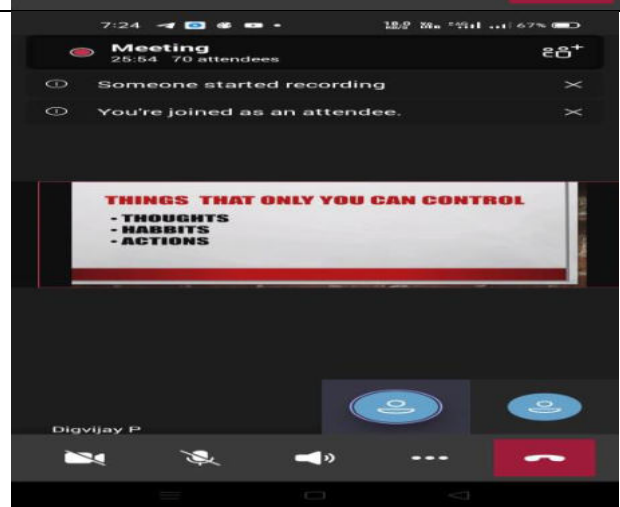 7:24
67%
Meeting
25:54 70 attendees
Someone started recording
You're joined as an attendee.
THINGS THAT ONLY YOU CAN CONTROL
- THOUGHTS
- HABBITS
- ACTIONS
Digvijay P